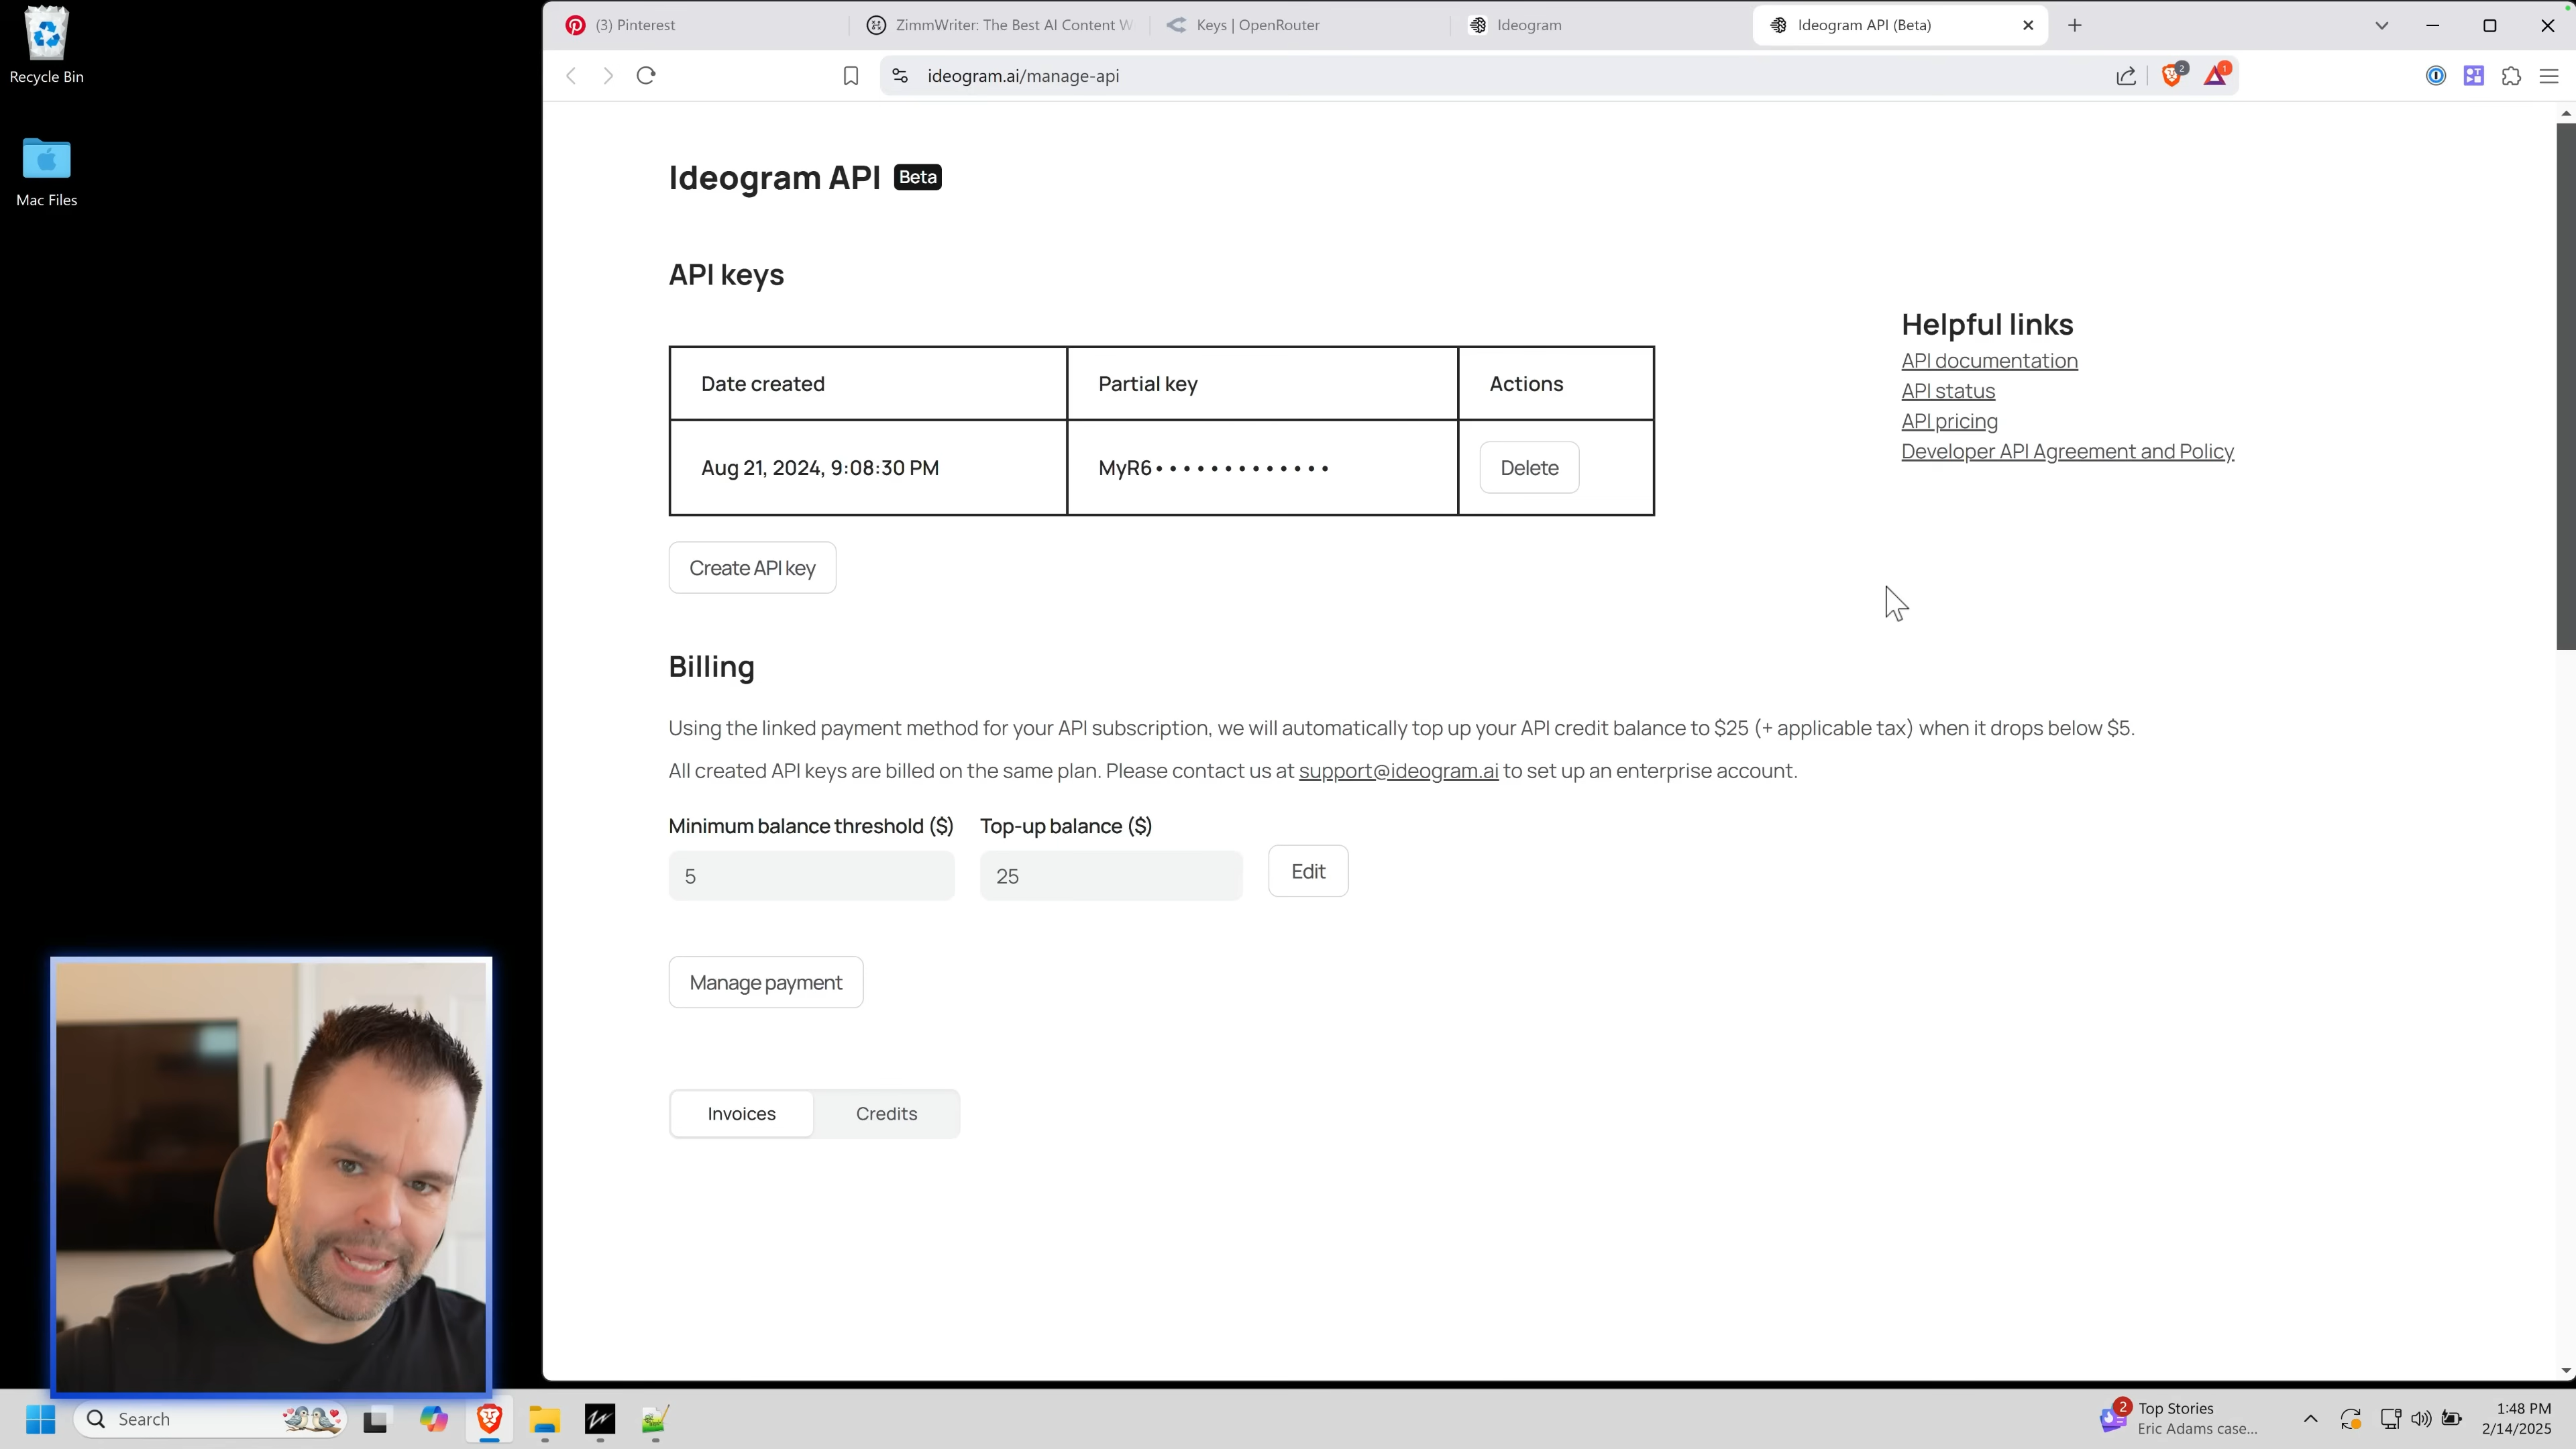 Recycle Bin
Mac Files
(3) Pinterest
ZimmWriter: The Best AI Content W
Keys | OpenRouter
Ideogram
Ideogram API (Beta)
ideogram.ai/manage-api
2
1
Ideogram API Beta
API keys
Date created Partial key Actions
Aug 21, 2024, 9:08:30 PM MyR6••••••••••••• Delete
Create API key
Helpful links
API documentation
API status
API pricing
Developer API Agreement and Policy
Billing
Using the linked payment method for your API subscription, we will automatically top up your API credit balance to $25 (+ applicable tax) when it drops below $5.
All created API keys are billed on the same plan. Please contact us at support@ideogram.ai to set up an enterprise account.
Minimum balance threshold ($) Top-up balance ($)
5 25 Edit
Manage payment
Invoices Credits
Search
2
Top Stories
Eric Adams case...
1:48 PM
2/14/2025